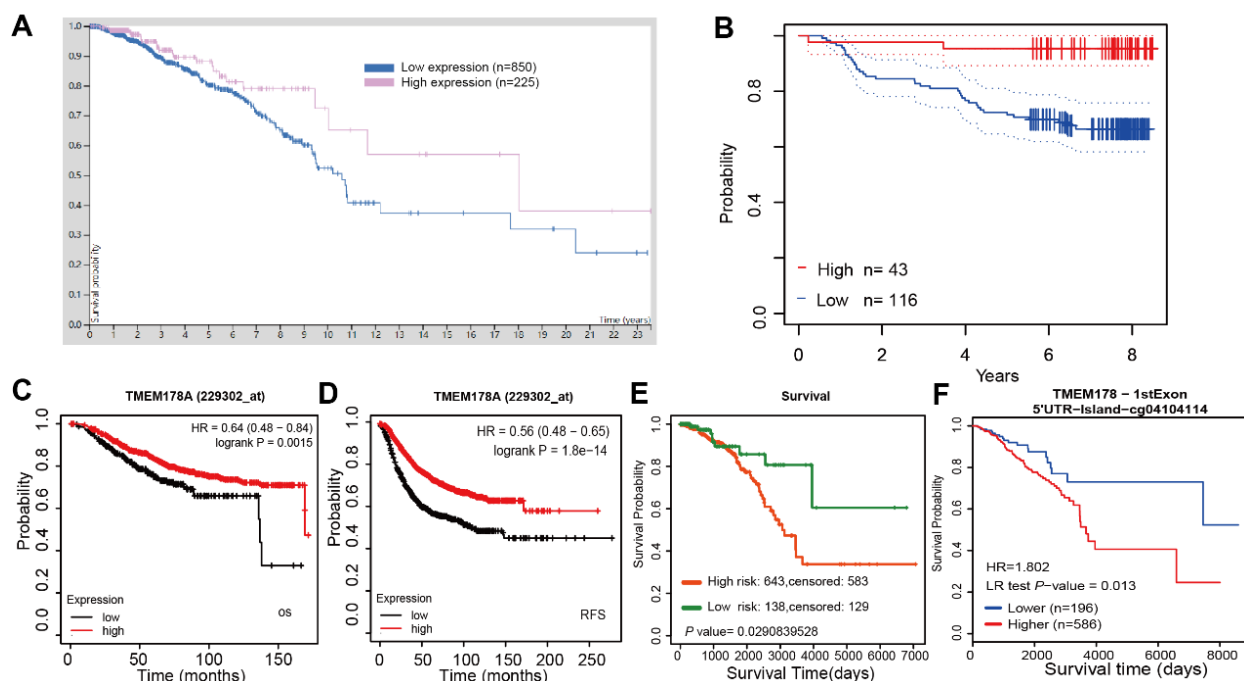 A
1.0
0.9
0.8
0.7
0.6
0.5
0.4
0.3
0.2
0.1
0.0
Survival probability
Low expression (n=850)
High expression (n=225)
Time (years)
0 1 2 3 4 5 6 7 8 9 10 11 12 13 14 15 16 17 18 19 20 21 22 23
B
Probability
0.8
0.4
0.0
High n= 43
Low n= 116
0 2 4 6 8
Years
C
TMEM178A (229302_at)
HR = 0.64 (0.48 − 0.84)
logrank P = 0.0015
Probability
1.0
0.8
0.6
0.4
0.2
0.0
Expression
low
high
OS
0 50 100 150
Time (months)
D
TMEM178A (229302_at)
HR = 0.56 (0.48 − 0.65)
logrank P = 1.8e−14
Probability
1.0
0.8
0.6
0.4
0.2
0.0
Expression
low
high
RFS
0 50 100 150 200 250
Time (months)
E
Survival
Survival Probability
1.0
0.8
0.6
0.4
0.2
0.0
High risk: 643,censored: 583
Low risk: 138,censored: 129
P value= 0.0290839528
0 1000 2000 3000 4000 5000 6000 7000
Survival Time(days)
F
TMEM178 − 1stExon
5'UTR−Island−cg04104114
Survival Probability
1.0
0.8
0.6
0.4
0.2
0.0
HR=1.802
LR test P−value = 0.013
Lower (n=196)
Higher (n=586)
0 2000 4000 6000 8000
Survival time (days)